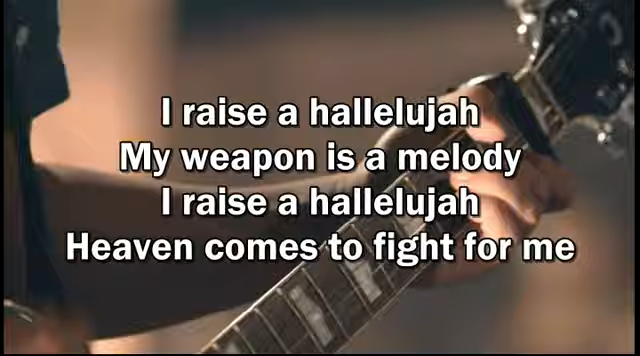 I raise a hallelujah
My weapon is a melody
I raise a hallelujah
Heaven comes to fight for me